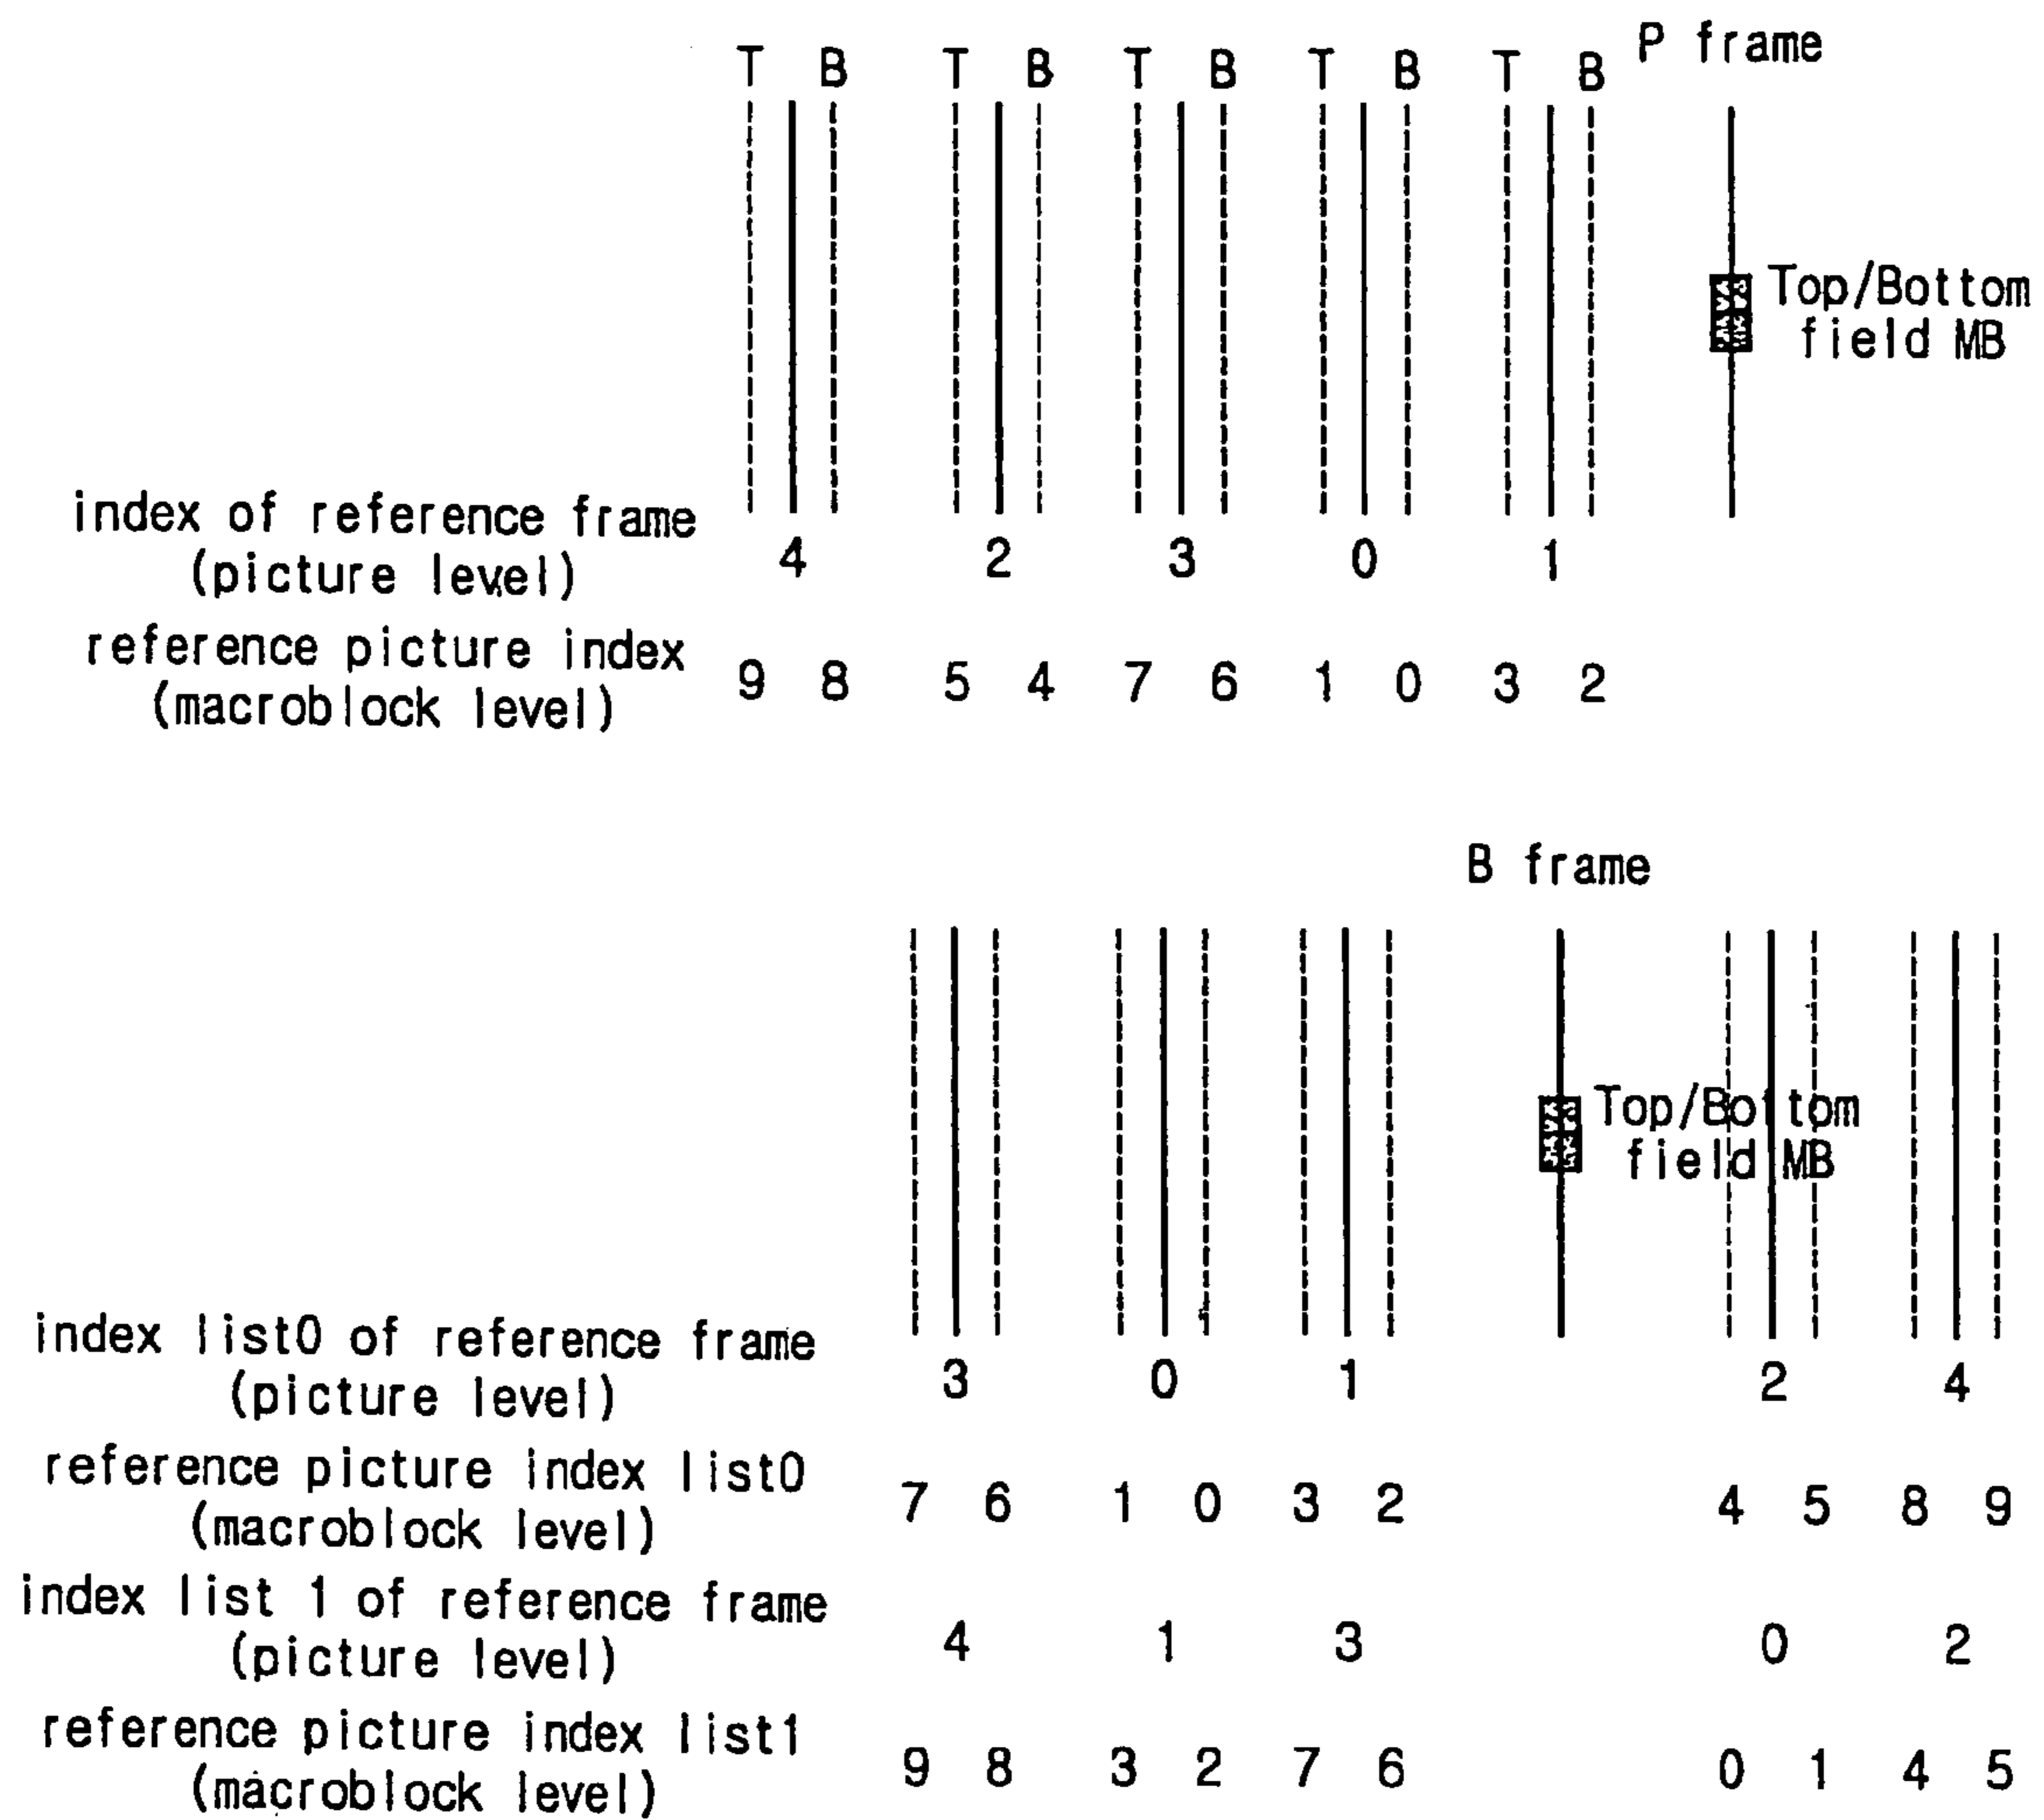 P frame
T B T B T B T B T B
Top/Bottom
field MB
index of reference frame
(picture level)
4 2 3 0 1
reference picture index
(macroblock level)
9 8 5 4 7 6 1 0 3 2
B frame
Top/Bottom
field MB
index list0 of reference frame
(picture level)
3 0 1 2 4
reference picture index list0
(macroblock level)
7 6 1 0 3 2 4 5 8 9
index list 1 of reference frame
(picture level)
4 1 3 0 2
reference picture index list1
(macroblock level)
9 8 3 2 7 6 0 1 4 5